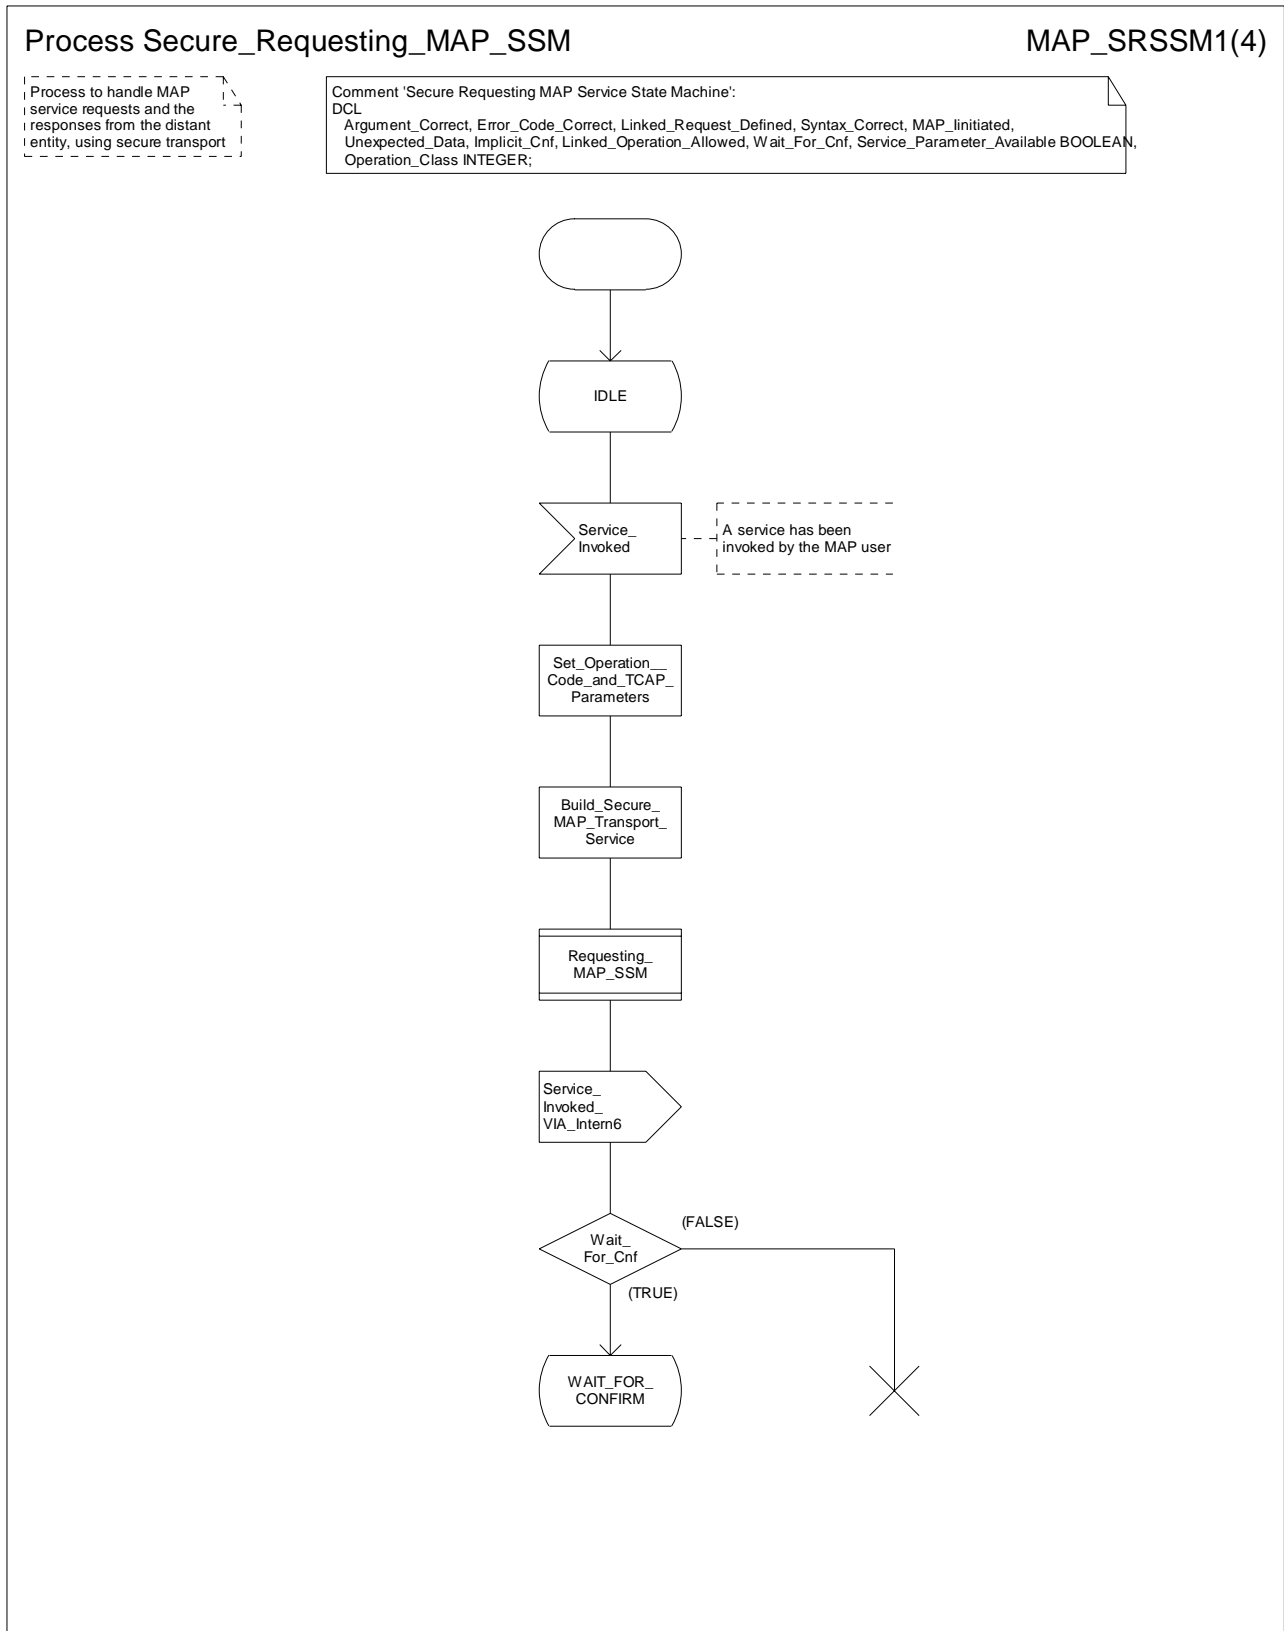 Process Secure_Requesting_MAP_SSM
MAP_SRSSM1(4)
Process to handle MAP
service requests and the
responses from the distant
entity, using secure transport
Comment 'Secure Requesting MAP Service State Machine':
DCL
Argument_Correct, Error_Code_Correct, Linked_Request_Defined, Syntax_Correct, MAP_Iinitiated,
Unexpected_Data, Implicit_Cnf, Linked_Operation_Allowed, Wait_For_Cnf, Service_Parameter_Available BOOLEAN,
Operation_Class INTEGER;
IDLE
Service_
Invoked
A service has been
invoked by the MAP user
Set_Operation__
Code_and_TCAP_
Parameters
Build_Secure_
MAP_Transport_
Service
Requesting_
MAP_SSM
Service_
Invoked_
VIA_Intern6
Wait_
For_Cnf
(FALSE)
(TRUE)
WAIT_FOR_
CONFIRM